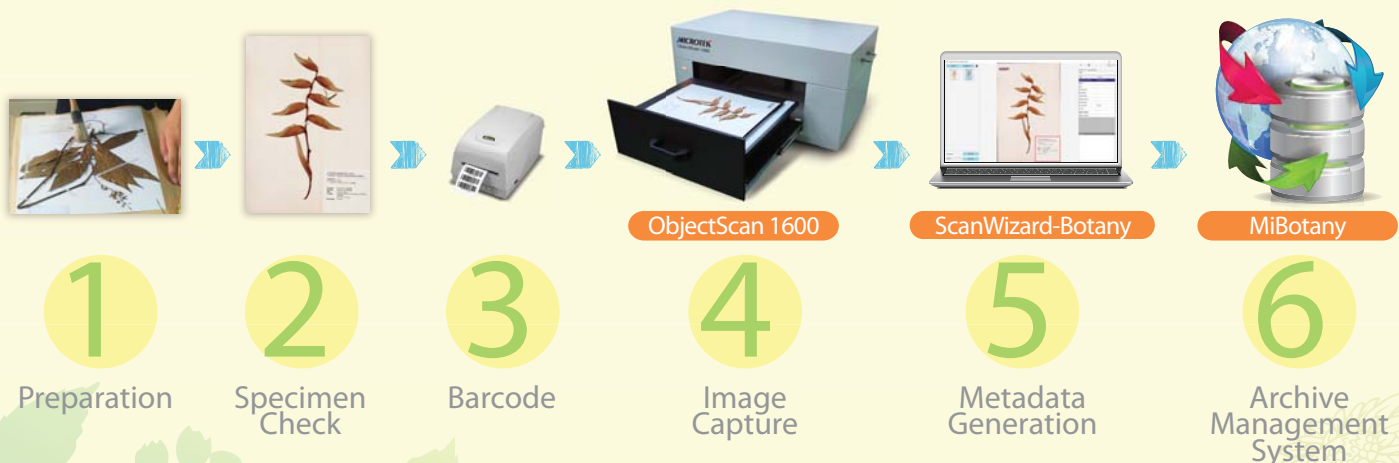 MICROTEK
ObjectScan 1600
ScanWizard-Botany
MiBotany
1
2
3
4
5
6
Preparation
Specimen
Check
Barcode
Image
Capture
Metadata
Generation
Archive
Management
System